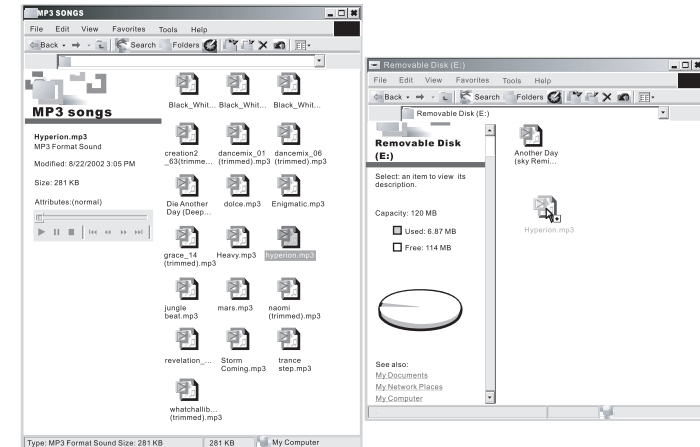 MP3 SONGS
File Edit View Favorites Tools Help
Back Search Folders
MP3 songs
Hyperion.mp3
MP3 Format Sound
Modified: 8/22/2002 3:05 PM
Size: 281 KB
Attributes:(normal)
Black_Whit... Black_Whit... Black_Whit...
creation2 dancemix_01 dancemix_06
_63(trimme... (trimmed).mp3 (trimmed).mp3
Die Another dolce.mp3 Enigmatic.mp3
Day (Deep...
grace_14 Heavy.mp3 hyperion.mp3
(trimmed).mp3
jungle mars.mp3 naomi
beat.mp3 (trimmed).mp3
revelation_... Storm trance
Coming.mp3 step.mp3
whatchallib...
(trimmed).mp3
Type: MP3 Format Sound Size: 281 KB 281 KB My Computer
Removable Disk (E:)
File Edit View Favorites Tools Help
Back Search Folders
Removable Disk (E:)
Removable Disk
(E:)
Select: an item to view its
description.
Capacity: 120 MB
Used: 6.87 MB
Free: 114 MB
See also:
My Documents
My Network Places
My Computer
Another Day
(sky Remi...
Hyperion.mp3